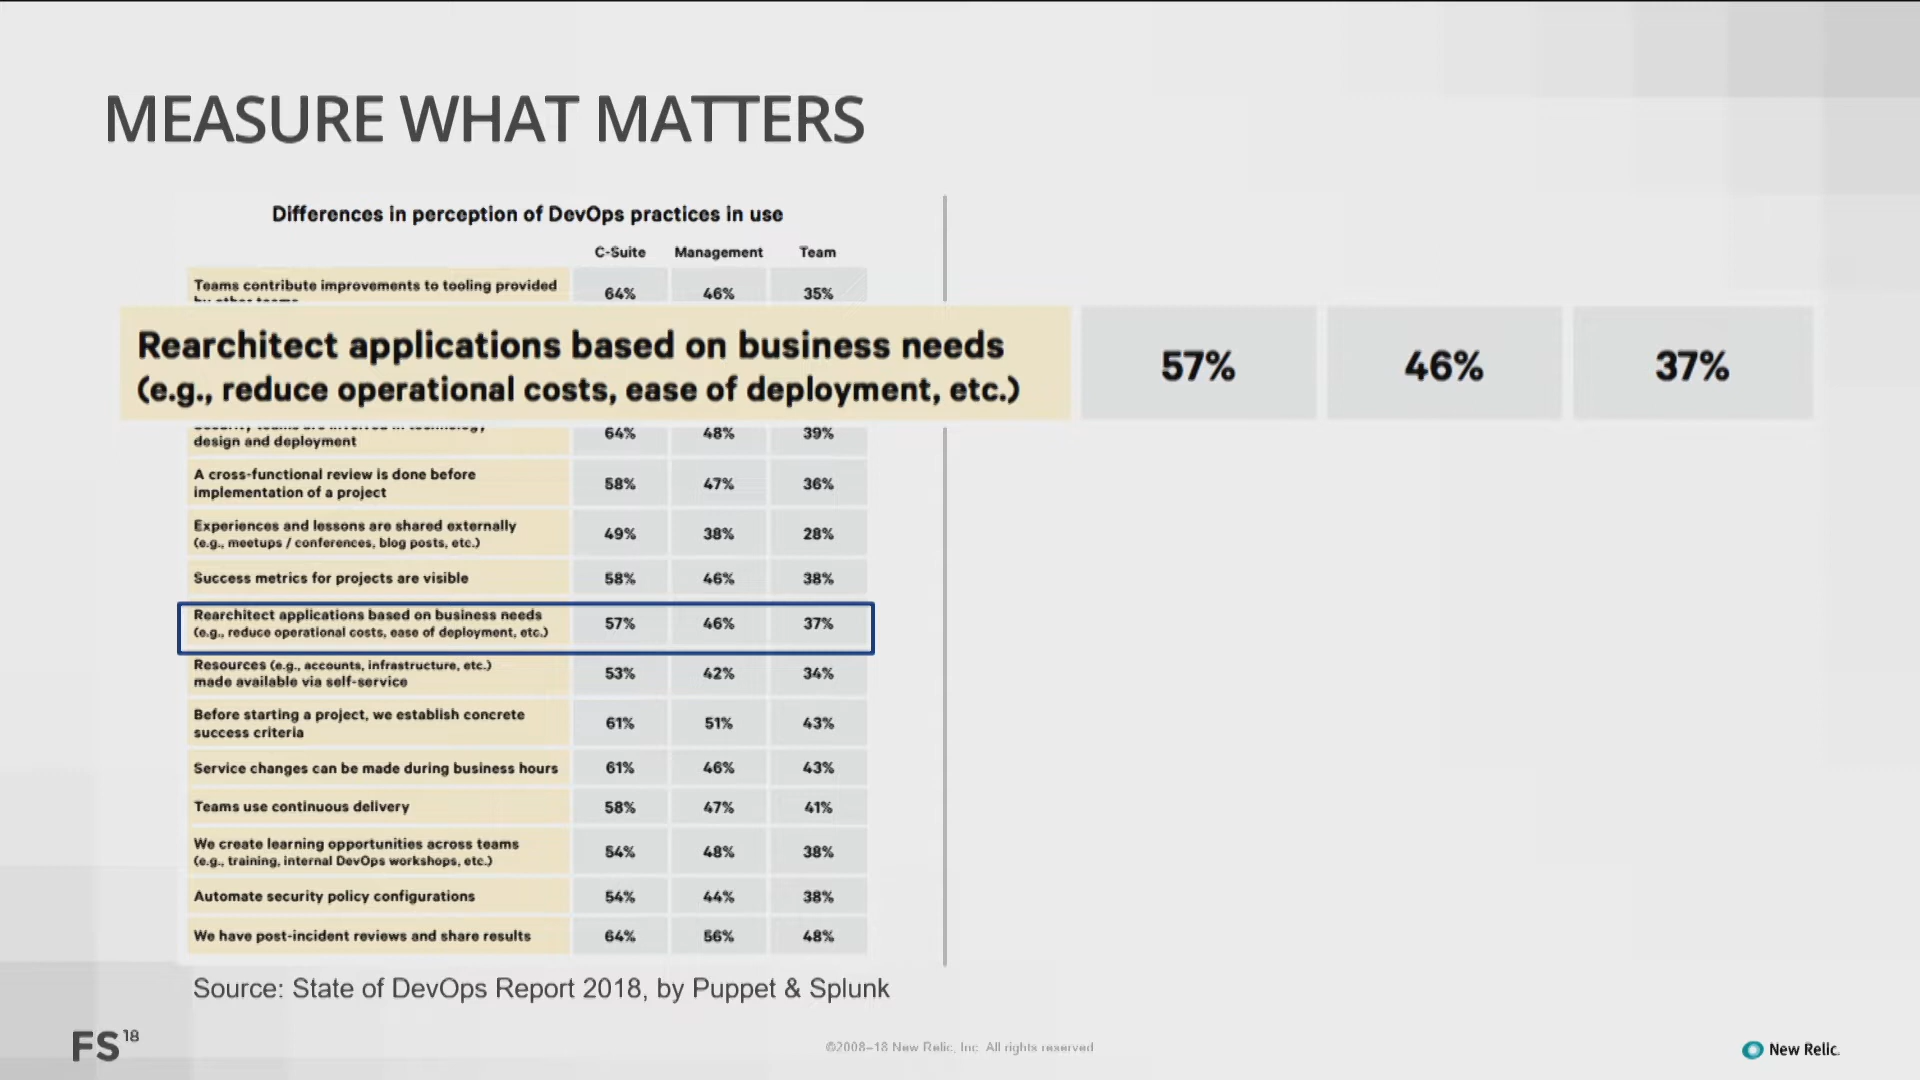 MEASURE WHAT MATTERS
Differences in perception of DevOps practices in use
C-Suite Management Team
Teams contribute improvements to tooling provided
by other teams
64% 46% 35%
Rearchitect applications based on business needs
(e.g., reduce operational costs, ease of deployment, etc.)
57% 46% 37%
Security teams are involved in technology
design and deployment
64% 48% 39%
A cross-functional review is done before
implementation of a project
58% 47% 36%
Experiences and lessons are shared externally
(e.g., meetups / conferences, blog posts, etc.)
49% 38% 28%
Success metrics for projects are visible 58% 46% 38%
Rearchitect applications based on business needs
(e.g., reduce operational costs, ease of deployment, etc.)
57% 46% 37%
Resources (e.g., accounts, infrastructure, etc.)
made available via self-service
53% 42% 34%
Before starting a project, we establish concrete
success criteria
61% 51% 43%
Service changes can be made during business hours 61% 46% 43%
Teams use continuous delivery 58% 47% 41%
We create learning opportunities across teams
(e.g., training, internal DevOps workshops, etc.)
54% 48% 38%
Automate security policy configurations 54% 44% 38%
We have post-incident reviews and share results 64% 56% 48%
Source: State of DevOps Report 2018, by Puppet & Splunk
FS18
©2008–18 New Relic, Inc. All rights reserved
New Relic.